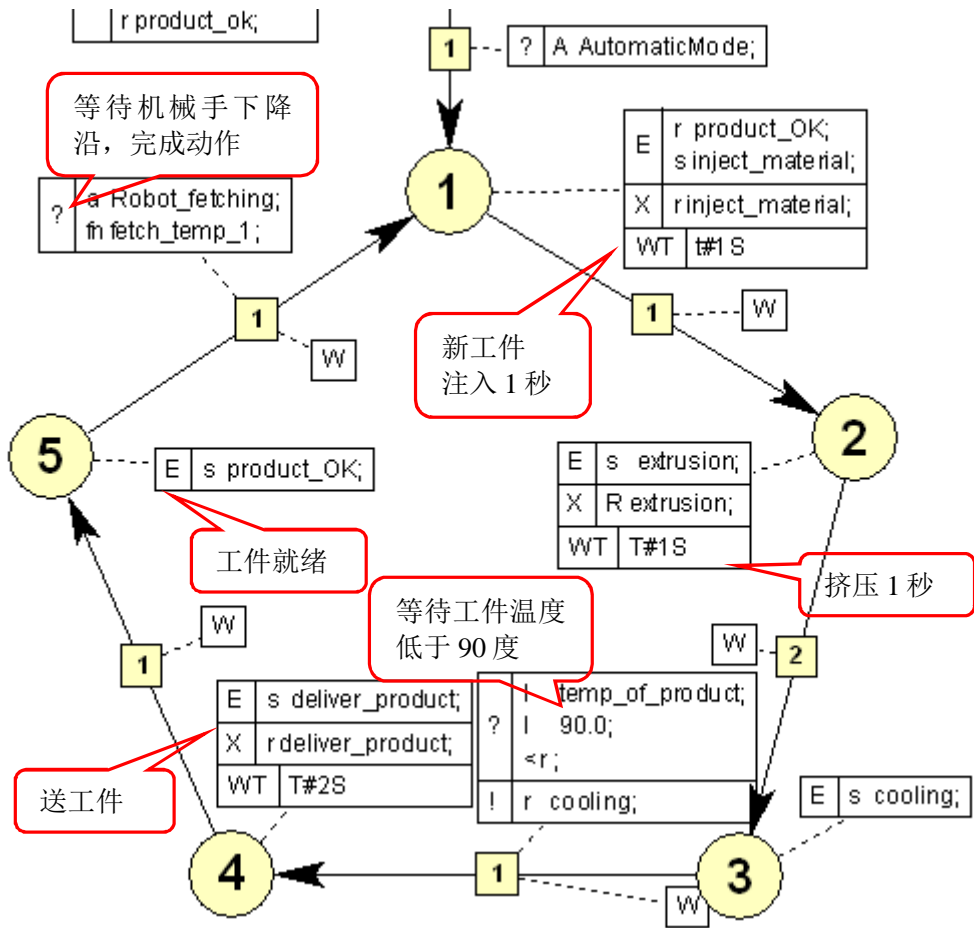 r product_ok;
1
? A AutomaticMode;
等待机械手下降
沿，完成动作
? a Robot_fetching;
fn fetch_temp_1;
1
E r product_OK;
s inject_material;
X r inject_material;
WT t#1S
1
W
新工件
注入 1 秒
1
W
2
5
E s product_OK;
工件就绪
E s extrusion;
X R extrusion;
WT T#1S
挤压 1 秒
等待工件温度
低于 90 度
W
2
W
1
E s deliver_product;
X r deliver_product;
WT T#2S
? l temp_of_product;
l 90.0;
<r;
! r cooling;
送工件
E s cooling;
4
1
W
3